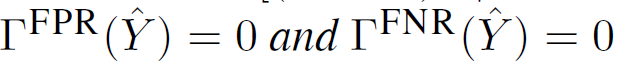 Γ^FPR(Ŷ) = 0 and Γ^FNR(Ŷ) = 0